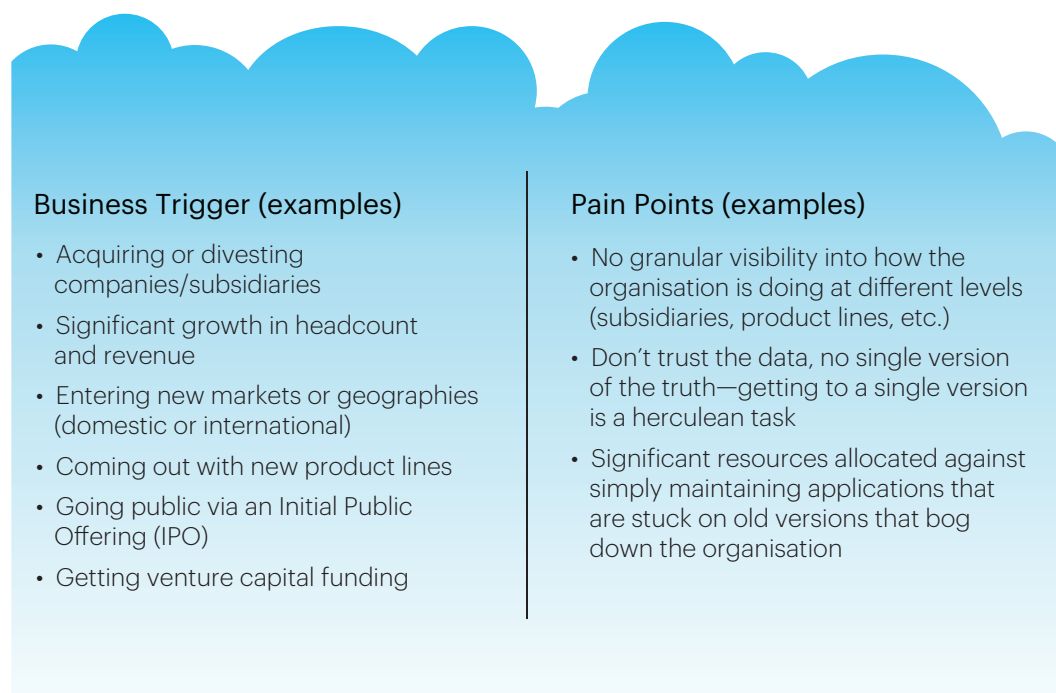 Business Trigger (examples)
• Acquiring or divesting
companies/subsidiaries
• Significant growth in headcount
and revenue
• Entering new markets or geographies
(domestic or international)
• Coming out with new product lines
• Going public via an Initial Public
Offering (IPO)
• Getting venture capital funding
Pain Points (examples)
• No granular visibility into how the
organisation is doing at different levels
(subsidiaries, product lines, etc.)
• Don’t trust the data, no single version
of the truth—getting to a single version
is a herculean task
• Significant resources allocated against
simply maintaining applications that
are stuck on old versions that bog
down the organisation